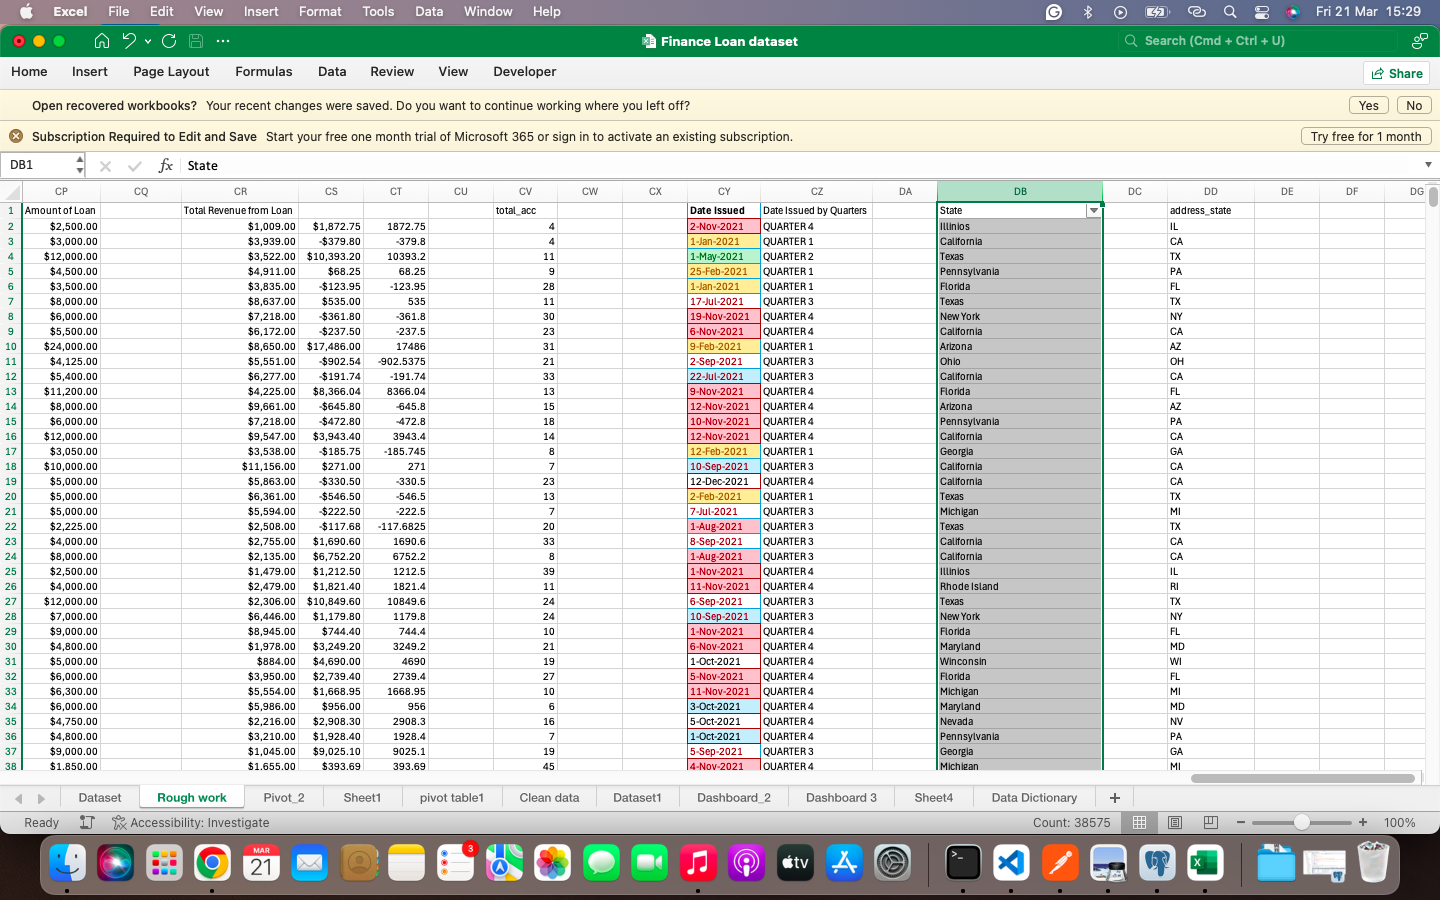 Excel File Edit View Insert Format Tools Data Window Help Fri 21 Mar 15:29
Finance Loan dataset Search (Cmd + Ctrl + U)
Home Insert Page Layout Formulas Data Review View Developer Share
Open recovered workbooks? Your recent changes were saved. Do you want to continue working where you left off? Yes No
Subscription Required to Edit and Save Start your free one month trial of Microsoft 365 or sign in to activate an existing subscription. Try free for 1 month
DB1 fx State
CP CQ CR CS CT CU CV CW CX CY CZ DA DB DC DD DE DF DG
1 Amount of Loan Total Revenue from Loan total_acc Date Issued Date Issued by Quarters State address_state
2 $2,500.00 $1,009.00 $1,872.75 1872.75 4 2-Nov-2021 QUARTER 4 Illinios IL
3 $3,000.00 $3,939.00 -$379.80 -379.8 4 1-Jan-2021 QUARTER 1 California CA
4 $12,000.00 $3,522.00 $10,393.20 10393.2 11 1-May-2021 QUARTER 2 Texas TX
5 $4,500.00 $4,911.00 $68.25 68.25 9 25-Feb-2021 QUARTER 1 Pennsylvania PA
6 $3,500.00 $3,835.00 -$123.95 -123.95 28 1-Jan-2021 QUARTER 1 Florida FL
7 $8,000.00 $8,637.00 $535.00 535 11 17-Jul-2021 QUARTER 3 Texas TX
8 $6,000.00 $7,218.00 -$361.80 -361.8 30 19-Nov-2021 QUARTER 4 New York NY
9 $5,500.00 $6,172.00 -$237.50 -237.5 23 6-Nov-2021 QUARTER 4 California CA
10 $24,000.00 $8,650.00 $17,486.00 17486 31 9-Feb-2021 QUARTER 1 Arizona AZ
11 $4,125.00 $5,551.00 -$902.54 -902.5375 21 2-Sep-2021 QUARTER 3 Ohio OH
12 $5,400.00 $6,277.00 -$191.74 -191.74 33 22-Jul-2021 QUARTER 3 California CA
13 $11,200.00 $4,225.00 $8,366.04 8366.04 13 9-Nov-2021 QUARTER 4 Florida FL
14 $8,000.00 $9,661.00 -$645.80 -645.8 15 12-Nov-2021 QUARTER 4 Arizona AZ
15 $6,000.00 $7,218.00 -$472.80 -472.8 18 10-Nov-2021 QUARTER 4 Pennsylvania PA
16 $12,000.00 $9,547.00 $3,943.40 3943.4 14 12-Nov-2021 QUARTER 4 California CA
17 $3,050.00 $3,538.00 -$185.75 -185.745 8 12-Feb-2021 QUARTER 1 Georgia GA
18 $10,000.00 $11,156.00 $271.00 271 7 10-Sep-2021 QUARTER 3 California CA
19 $5,000.00 $5,863.00 -$330.50 -330.5 23 12-Dec-2021 QUARTER 4 California CA
20 $5,000.00 $6,361.00 -$546.50 -546.5 13 2-Feb-2021 QUARTER 1 Texas TX
21 $5,000.00 $5,594.00 -$222.50 -222.5 7 7-Jul-2021 QUARTER 3 Michigan MI
22 $2,225.00 $2,508.00 -$117.68 -117.6825 20 1-Aug-2021 QUARTER 3 Texas TX
23 $4,000.00 $2,755.00 $1,690.60 1690.6 33 8-Sep-2021 QUARTER 3 California CA
24 $8,000.00 $2,135.00 $6,752.20 6752.2 8 1-Aug-2021 QUARTER 3 California CA
25 $2,500.00 $1,479.00 $1,212.50 1212.5 39 1-Nov-2021 QUARTER 4 Illinios IL
26 $4,000.00 $2,479.00 $1,821.40 1821.4 11 11-Nov-2021 QUARTER 4 Rhode Island RI
27 $12,000.00 $2,306.00 $10,849.60 10849.6 24 6-Sep-2021 QUARTER 3 Texas TX
28 $7,000.00 $6,446.00 $1,179.80 1179.8 24 10-Sep-2021 QUARTER 3 New York NY
29 $9,000.00 $8,945.00 $744.40 744.4 10 1-Nov-2021 QUARTER 4 Florida FL
30 $4,800.00 $1,978.00 $3,249.20 3249.2 21 6-Nov-2021 QUARTER 4 Maryland MD
31 $5,000.00 $884.00 $4,690.00 4690 19 1-Oct-2021 QUARTER 4 Winconsin WI
32 $6,000.00 $3,950.00 $2,739.40 2739.4 27 5-Nov-2021 QUARTER 4 Florida FL
33 $6,300.00 $5,554.00 $1,668.95 1668.95 10 11-Nov-2021 QUARTER 4 Michigan MI
34 $6,000.00 $5,986.00 $956.00 956 6 3-Oct-2021 QUARTER 4 Maryland MD
35 $4,750.00 $2,216.00 $2,908.30 2908.3 16 5-Oct-2021 QUARTER 4 Nevada NV
36 $4,800.00 $3,210.00 $1,928.40 1928.4 7 1-Oct-2021 QUARTER 4 Pennsylvania PA
37 $9,000.00 $1,045.00 $9,025.10 9025.1 19 5-Sep-2021 QUARTER 3 Georgia GA
38 $1,850.00 $1,655.00 $393.69 393.69 45 4-Nov-2021 QUARTER 4 Michigan MI
Dataset Rough work Pivot_2 Sheet1 pivot table1 Clean data Dataset1 Dashboard_2 Dashboard 3 Sheet4 Data Dictionary
Ready Accessibility: Investigate Count: 38575 100%
MAR
21
3
tv